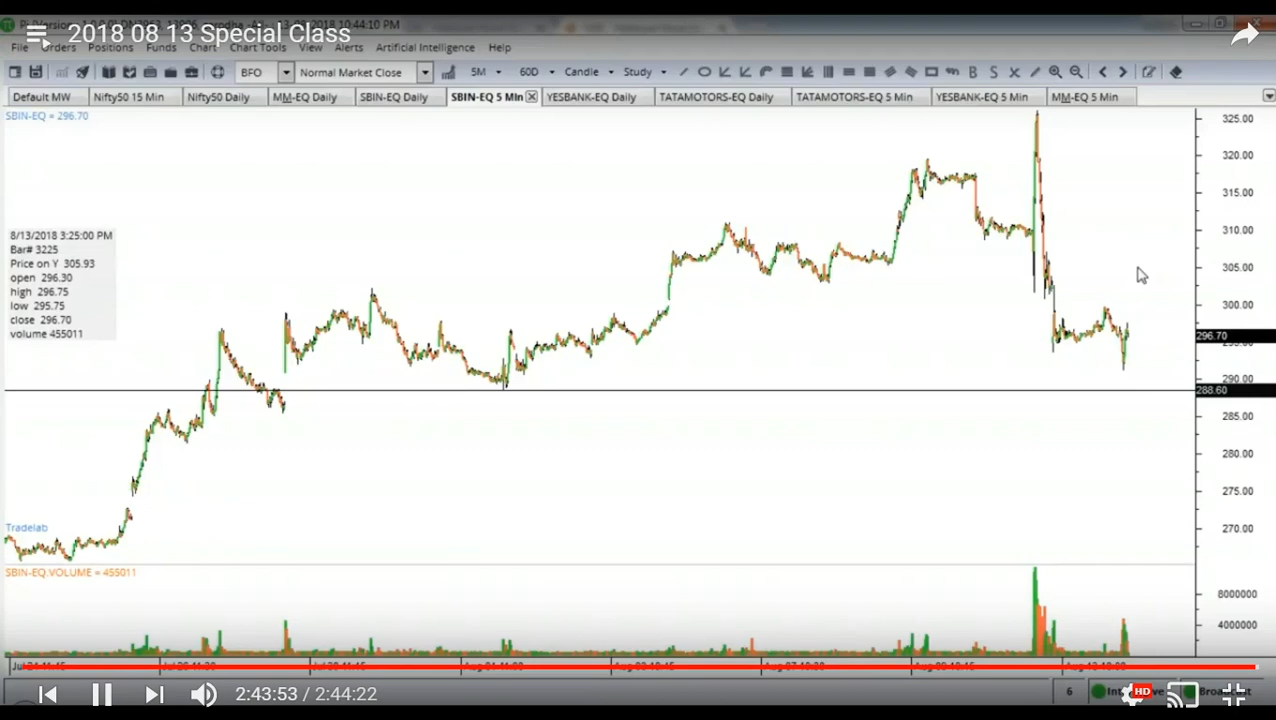 2018 08 13 Special Class
File Orders Positions Funds Chart Chart Tools View Alerts Artificial Intelligence Help
BFO Normal Market Close 5M 60D Candle Study B S X
Default MW Nifty50 15 Min Nifty50 Daily MM-EQ Daily SBIN-EQ Daily SBIN-EQ 5 MIn YESBANK-EQ Daily TATAMOTORS-EQ Daily TATAMOTORS-EQ 5 Min YESBANK-EQ 5 Min MM-EQ 5 Min
SBIN-EQ = 296.70
325.00
320.00
315.00
310.00
305.00
300.00
296.70
295.00
290.00
288.60
285.00
280.00
275.00
270.00
8/13/2018 3:25:00 PM
Bar# 3225
Price on Y 305.93
open 296.30
high 296.75
low 295.75
close 296.70
volume 455011
Tradelab
SBIN-EQ.VOLUME = 455011
8000000
4000000
2:43:53 / 2:44:22
6
HD
Broadcast